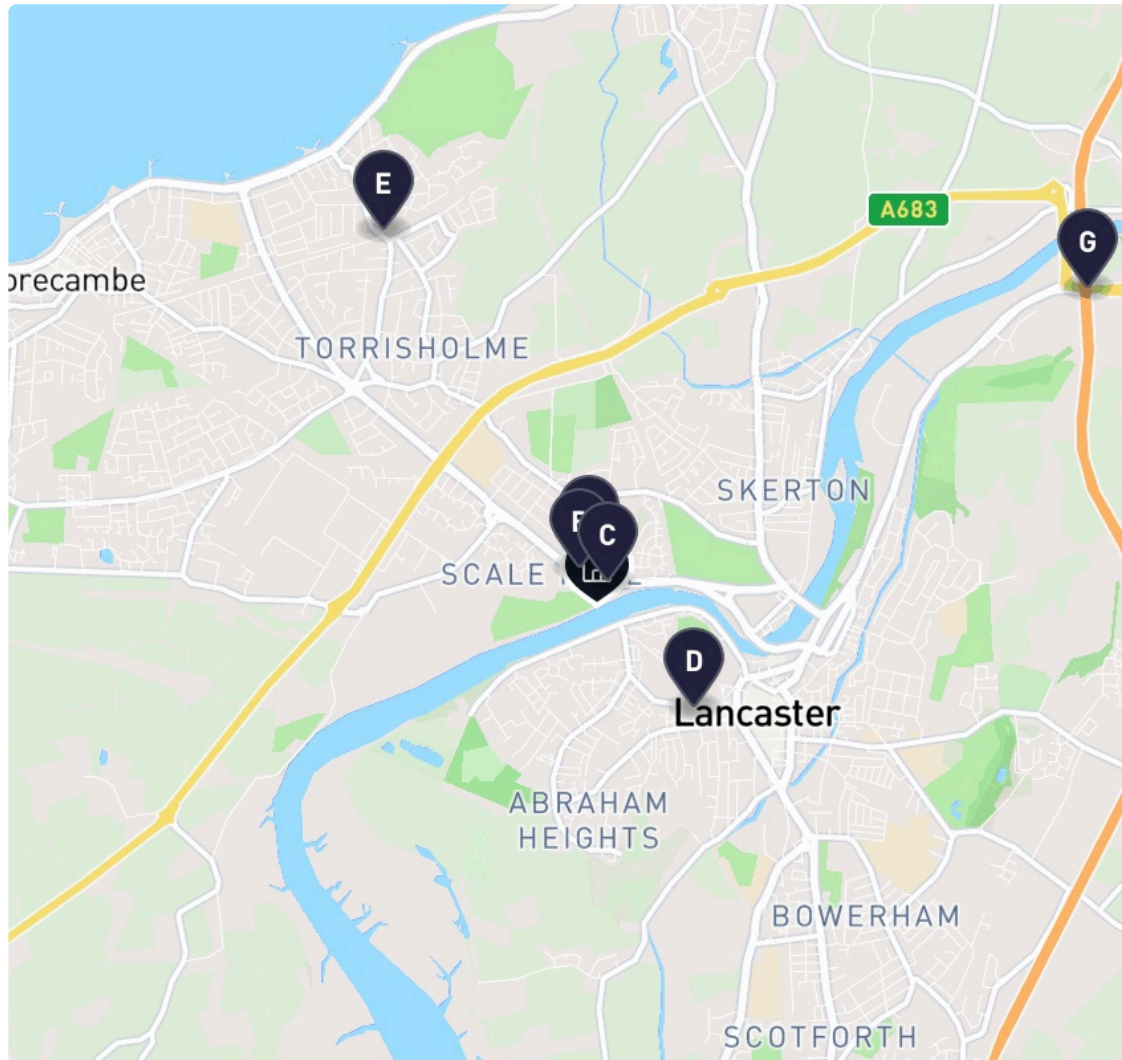 E
A683
G
orecambe
TORRISHOLME
SKERTON
C
SCALE
D
Lancaster
ABRAHAM
HEIGHTS
BOWERHAM
SCOTFORTH